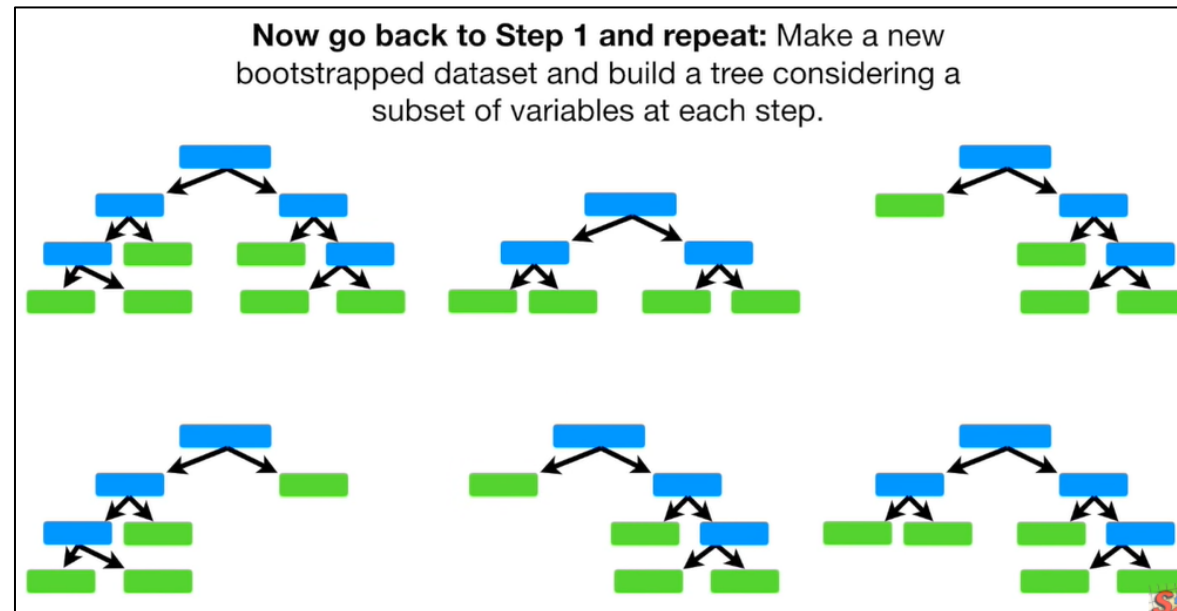 Now go back to Step 1 and repeat: Make a new
bootstrapped dataset and build a tree considering a
subset of variables at each step.